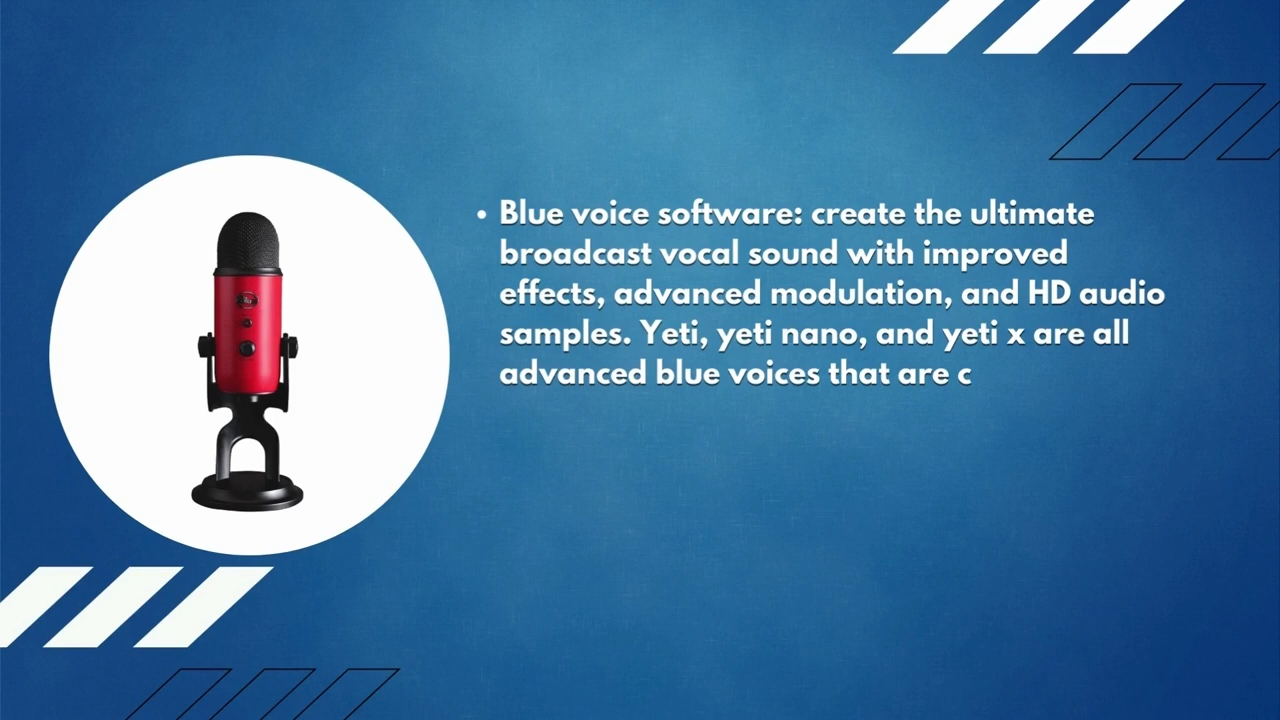 • Blue voice software: create the ultimate
broadcast vocal sound with improved
effects, advanced modulation, and HD audio
samples. Yeti, yeti nano, and yeti x are all
advanced blue voices that are c